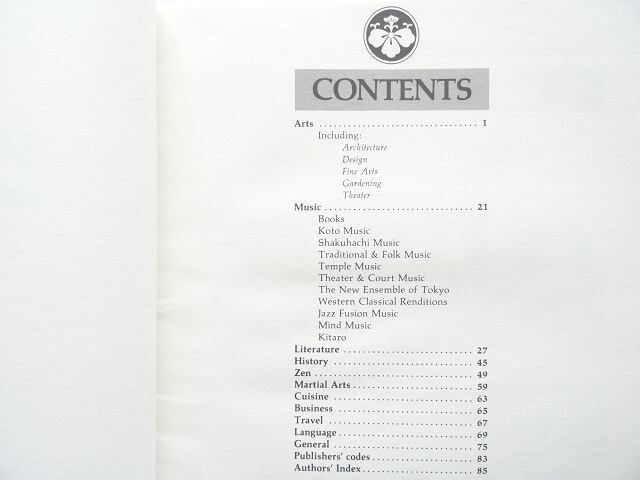 CONTENTS
Arts ................................ 1
Including:
Architecture
Design
Fine Arts
Gardening
Theater
Music .............................. 21
Books
Koto Music
Shakuhachi Music
Traditional & Folk Music
Temple Music
Theater & Court Music
The New Ensemble of Tokyo
Western Classical Renditions
Jazz Fusion Music
Mind Music
Kitaro
Literature .......................... 27
History ............................ 45
Zen ................................ 49
Martial Arts ......................... 59
Cuisine ............................ 63
Business ........................... 65
Travel ............................. 67
Language ........................... 69
General ............................ 75
Publishers' codes ..................... 83
Authors' Index ....................... 85